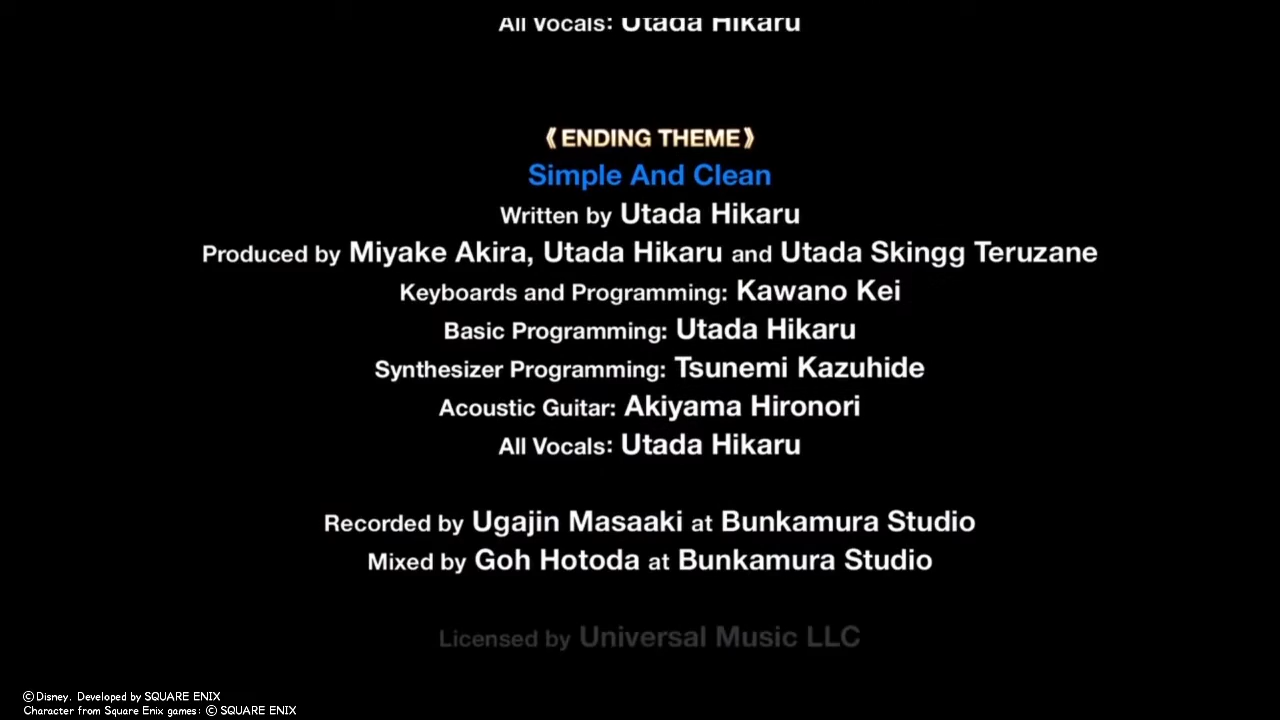 All Vocals: Utada Hikaru
《ENDING THEME》
Simple And Clean
Written by Utada Hikaru
Produced by Miyake Akira, Utada Hikaru and Utada Skingg Teruzane
Keyboards and Programming: Kawano Kei
Basic Programming: Utada Hikaru
Synthesizer Programming: Tsunemi Kazuhide
Acoustic Guitar: Akiyama Hironori
All Vocals: Utada Hikaru
Recorded by Ugajin Masaaki at Bunkamura Studio
Mixed by Goh Hotoda at Bunkamura Studio
Licensed by Universal Music LLC
©Disney. Developed by SQUARE ENIX
Character from Square Enix games: © SQUARE ENIX